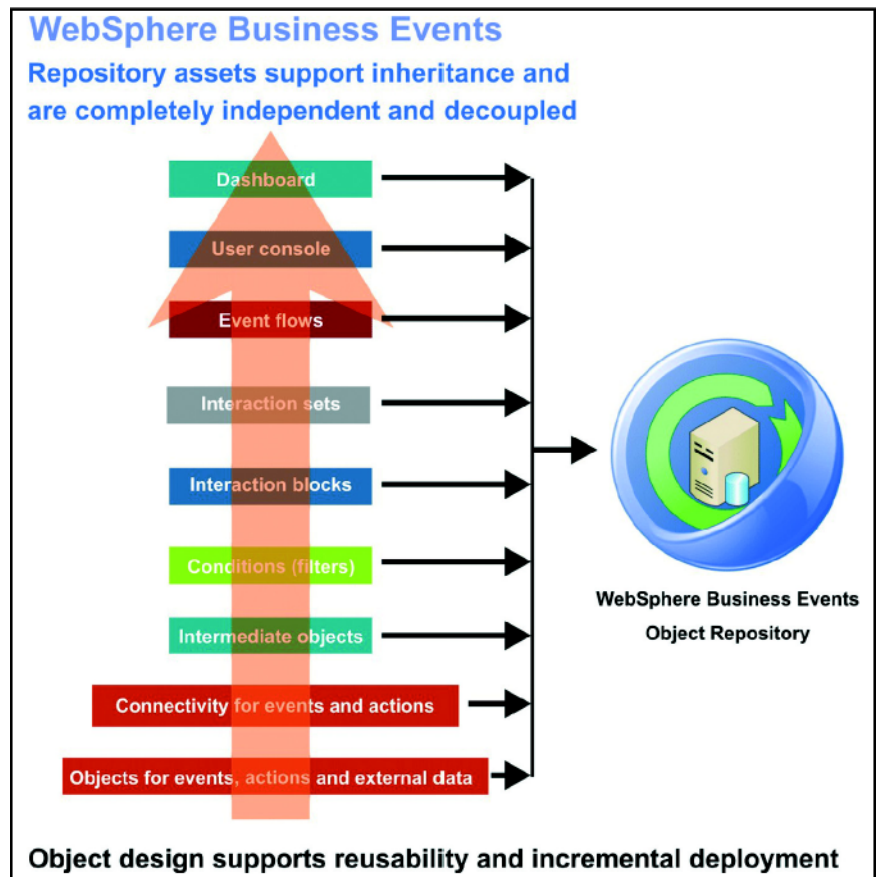 WebSphere Business Events
Repository assets support inheritance and
are completely independent and decoupled
Dashboard
User console
Event flows
Interaction sets
Interaction blocks
Conditions (filters)
Intermediate objects
Connectivity for events and actions
Objects for events, actions and external data
WebSphere Business Events
Object Repository
Object design supports reusability and incremental deployment